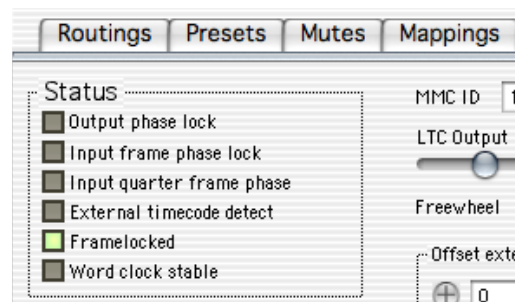 Routings Presets Mutes Mappings
Status
Output phase lock
Input frame phase lock
Input quarter frame phase
External timecode detect
Framelocked
Word clock stable
MMC ID
LTC Output
Freewheel
Offset
0